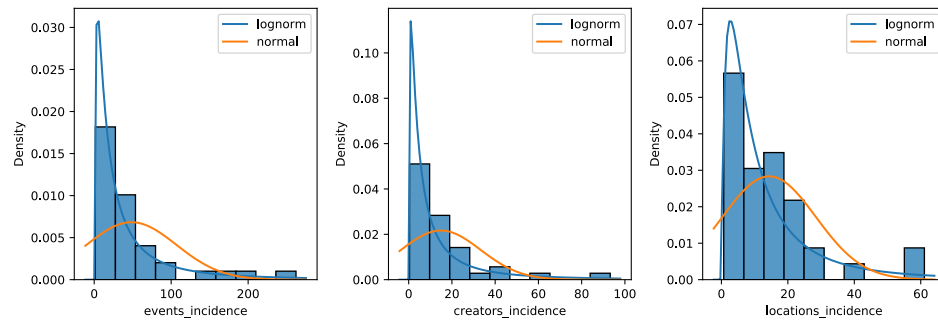 lognorm
normal
0.030
0.025
0.020
0.015
0.010
0.005
0.000
Density
0
100
200
events_incidence
lognorm
normal
0.10
0.08
0.06
0.04
0.02
0.00
Density
0
20
40
60
80
100
creators_incidence
lognorm
normal
0.07
0.06
0.05
0.04
0.03
0.02
0.01
0.00
Density
0
20
40
60
locations_incidence